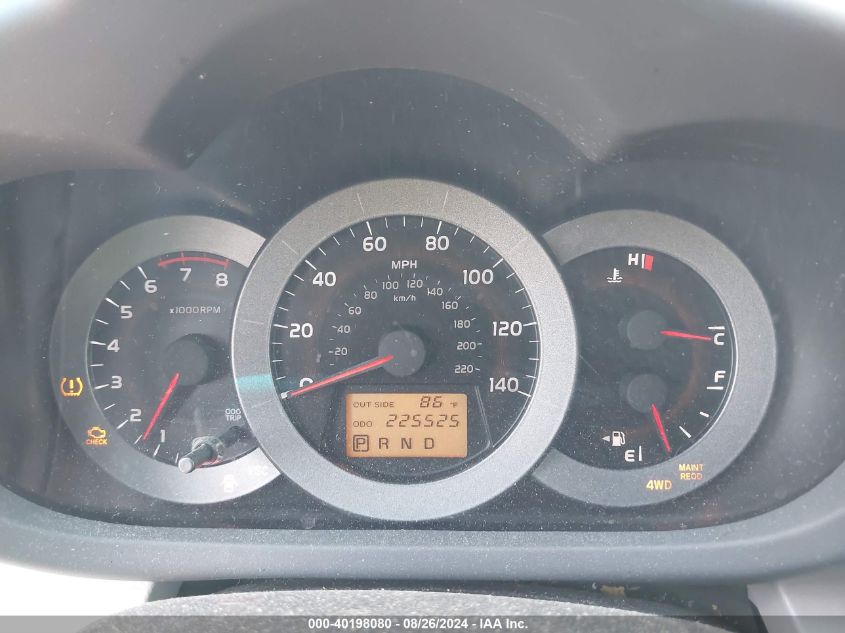 8
7
6
5
4
3
2
1
x1000RPM
CHECK
ODO
TRIP
VSC
MPH
0
20
40
60
80
100
120
140
km/h
20
40
60
80
100
120
140
160
180
200
220
OUT SIDE 86 °F
ODO 225525
P R N D
H
C
F
E
MAINT
REQD
4WD
000-40198080 - 08/26/2024 - IAA Inc.